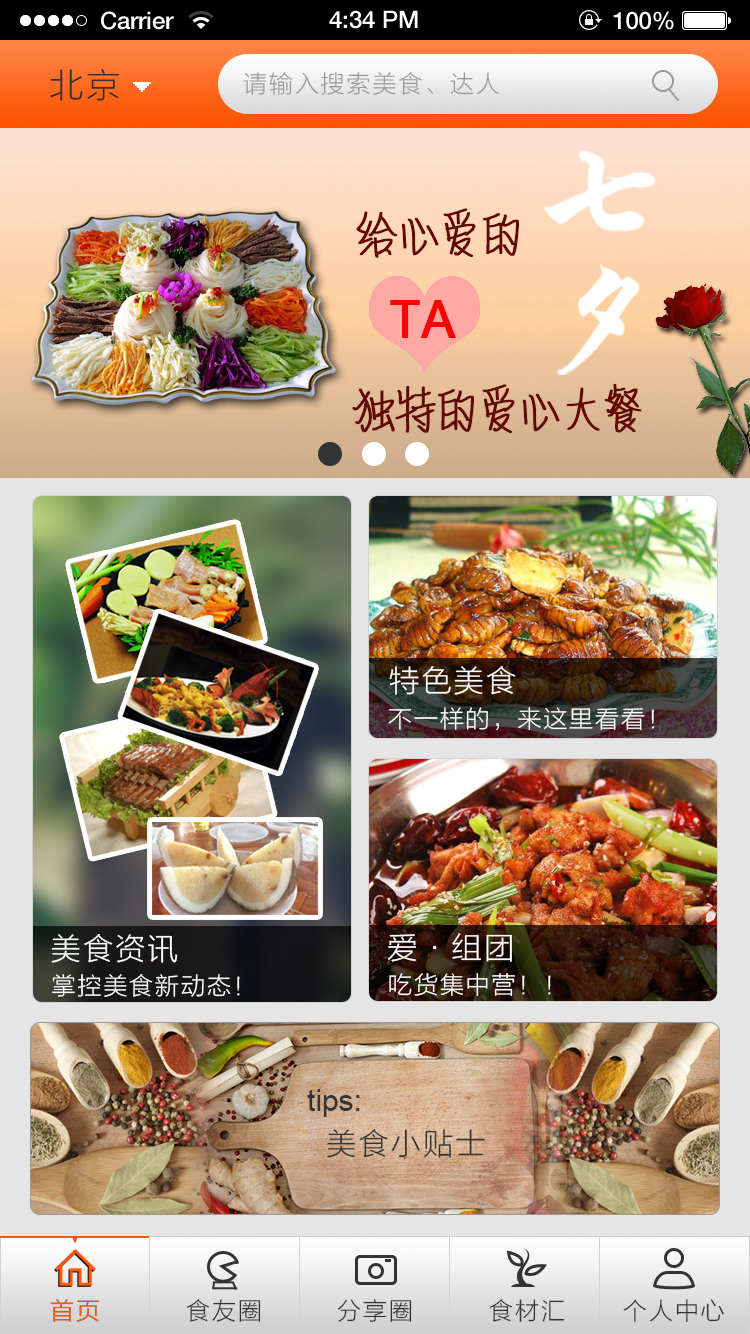 Carrier 4:34 PM 100%
北京
请输入搜索美食、达人
七夕
给心爱的
TA
独特的爱心大餐
特色美食
不一样的，来这里看看！
美食资讯
掌控美食新动态！
爱·组团
吃货集中营！！
tips:
美食小贴士
首页 食友圈 分享圈 食材汇 个人中心